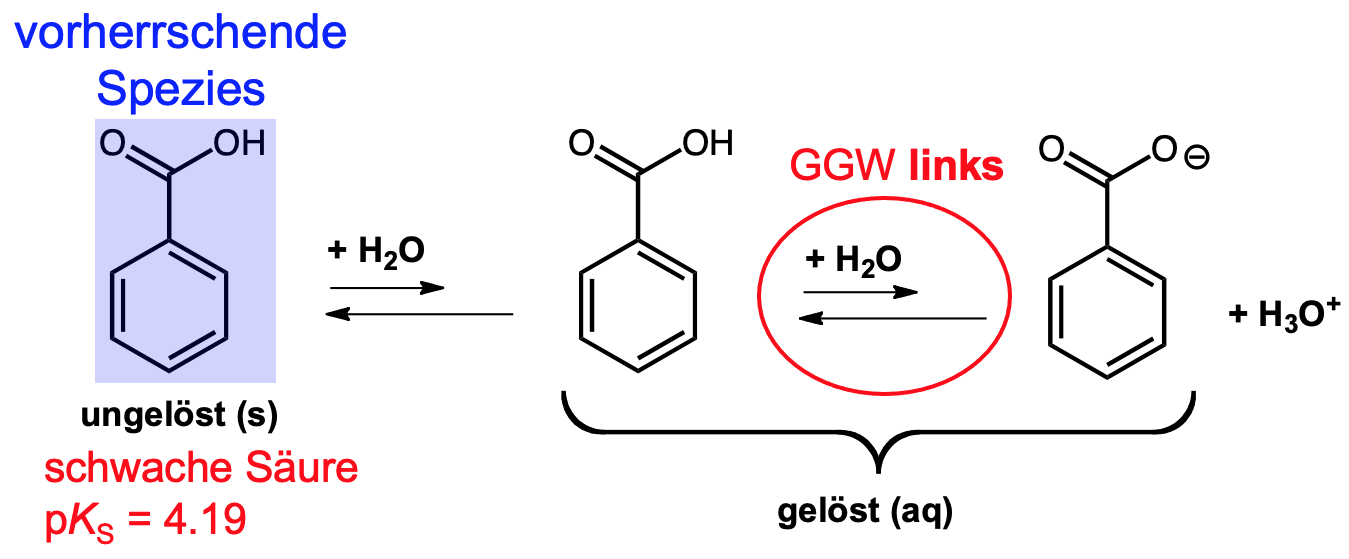 vorherrschende
Spezies
O OH
+ H₂O
ungelöst (s)
schwache Säure
pKS = 4.19
O OH
GGW links
+ H₂O
O O ⊖
+ H₃O⁺
gelöst (aq)